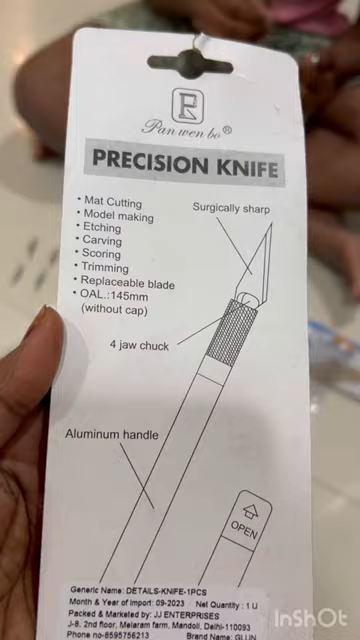 Pan wen bo®
PRECISION KNIFE
• Mat Cutting
• Model making
• Etching
• Carving
• Scoring
• Trimming
• Replaceable blade
• OAL.:145mm
(without cap)
Surgically sharp
4 jaw chuck
Aluminum handle
OPEN
Generic Name: DETAILS-KNIFE-1PCS
Month & Year of Import: 09-2023 Net Quantity : 1 U
Packed & Marketed by: JJ ENTERPRISES
J-8, 2nd floor, Melaram farm, Mandoli, Delhi-110093
Phone no-8595756213 Brand Name: GLUN
InShOt